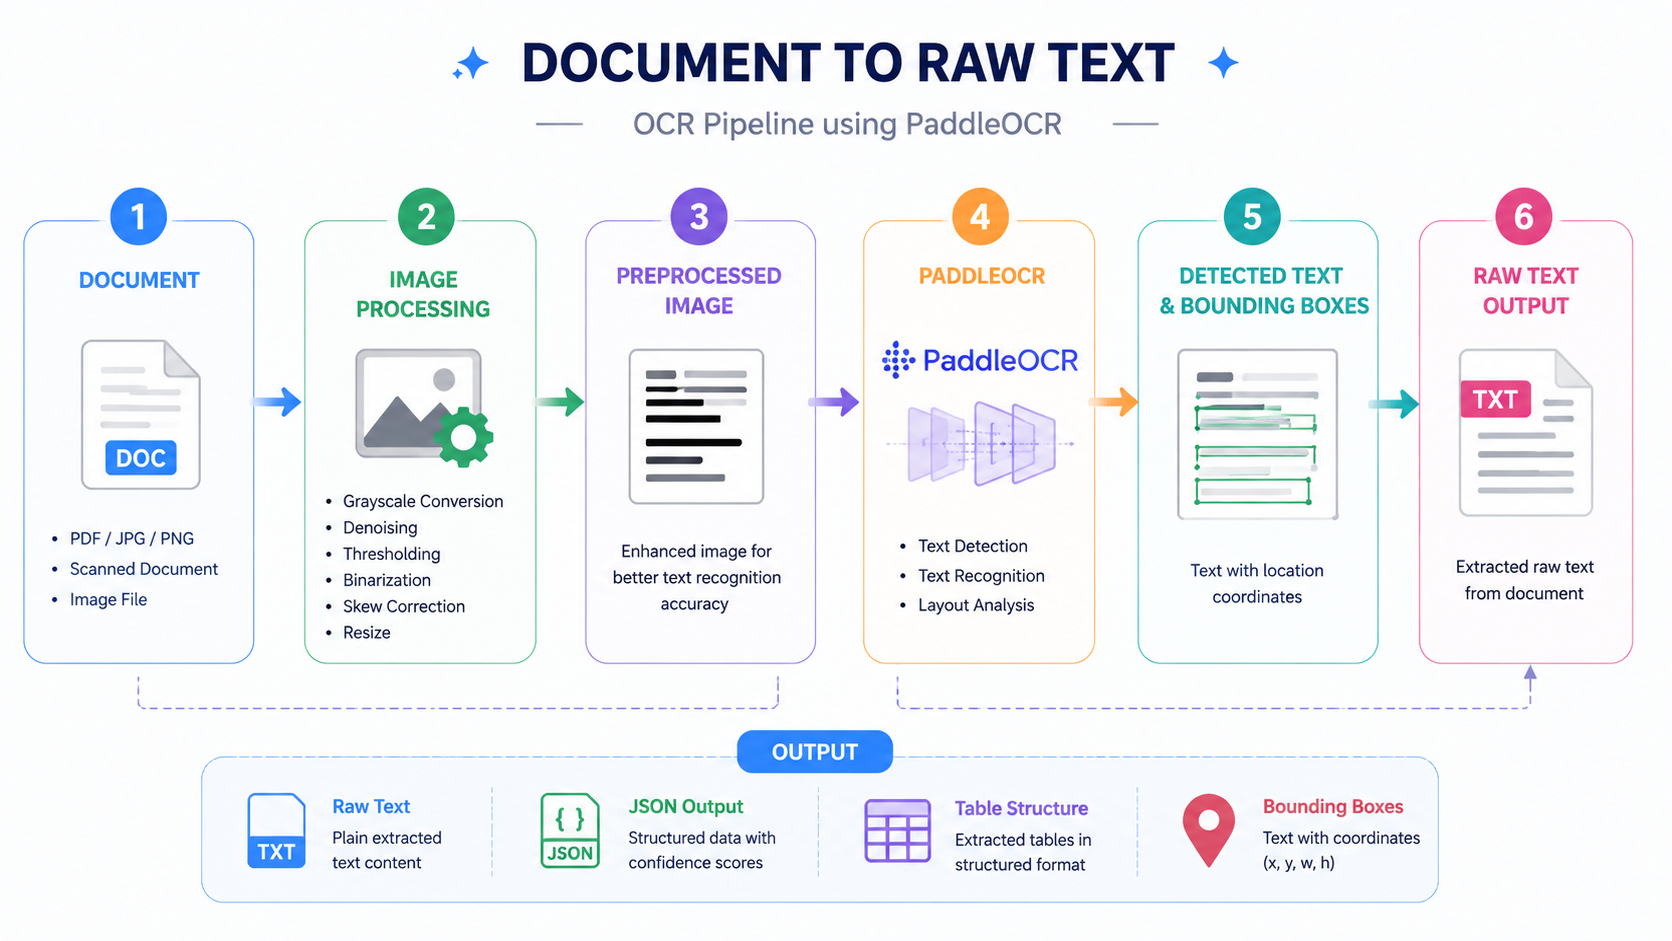 DOCUMENT TO RAW TEXT
OCR Pipeline using PaddleOCR
1
DOCUMENT
DOC
• PDF / JPG / PNG
• Scanned Document
• Image File
2
IMAGE
PROCESSING
• Grayscale Conversion
• Denoising
• Thresholding
• Binarization
• Skew Correction
• Resize
3
PREPROCESSED
IMAGE
Enhanced image for
better text recognition
accuracy
4
PADDLEOCR
PaddleOCR
• Text Detection
• Text Recognition
• Layout Analysis
5
DETECTED TEXT
& BOUNDING BOXES
Text with location
coordinates
6
RAW TEXT
OUTPUT
TXT
Extracted raw text
from document
OUTPUT
TXT
Raw Text
Plain extracted
text content
{ }
JSON
JSON Output
Structured data with
confidence scores
Table Structure
Extracted tables in
structured format
Bounding Boxes
Text with coordinates
(x, y, w, h)